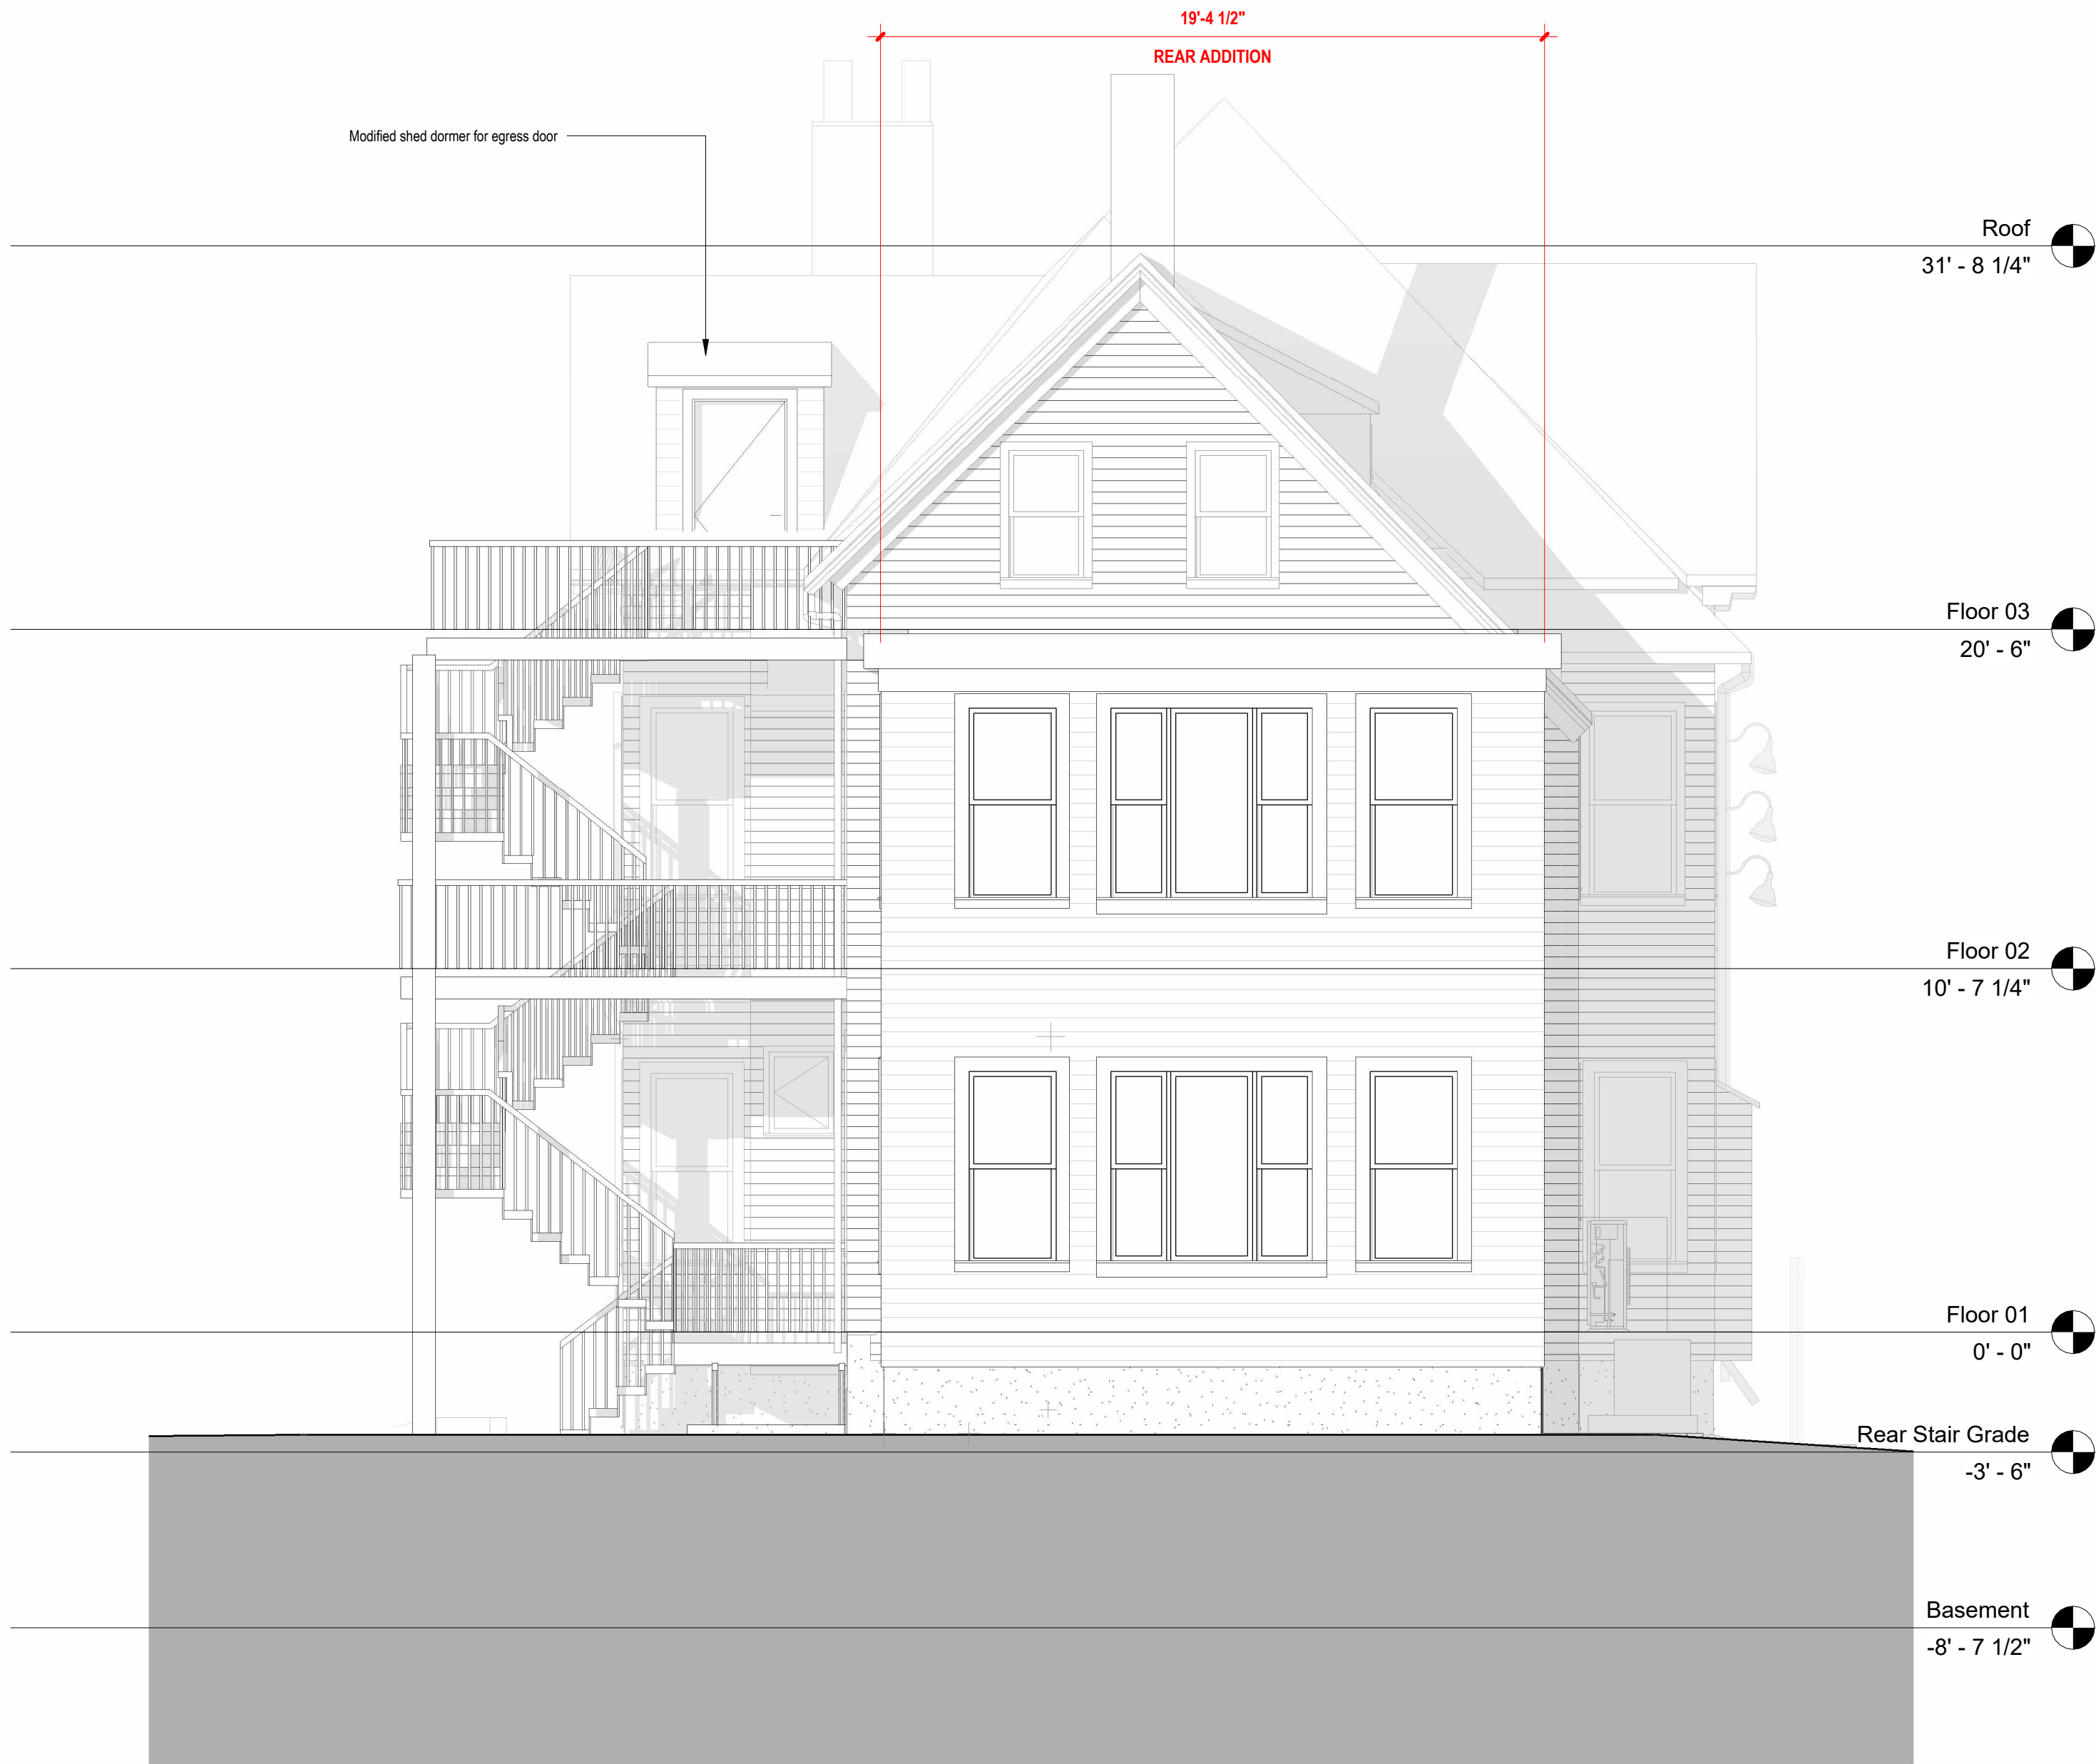 19'-4 1/2"
REAR ADDITION
Modified shed dormer for egress door
Roof
31' - 8 1/4"
Floor 03
20' - 6"
Floor 02
10' - 7 1/4"
Floor 01
0' - 0"
Rear Stair Grade
-3' - 6"
Basement
-8' - 7 1/2"